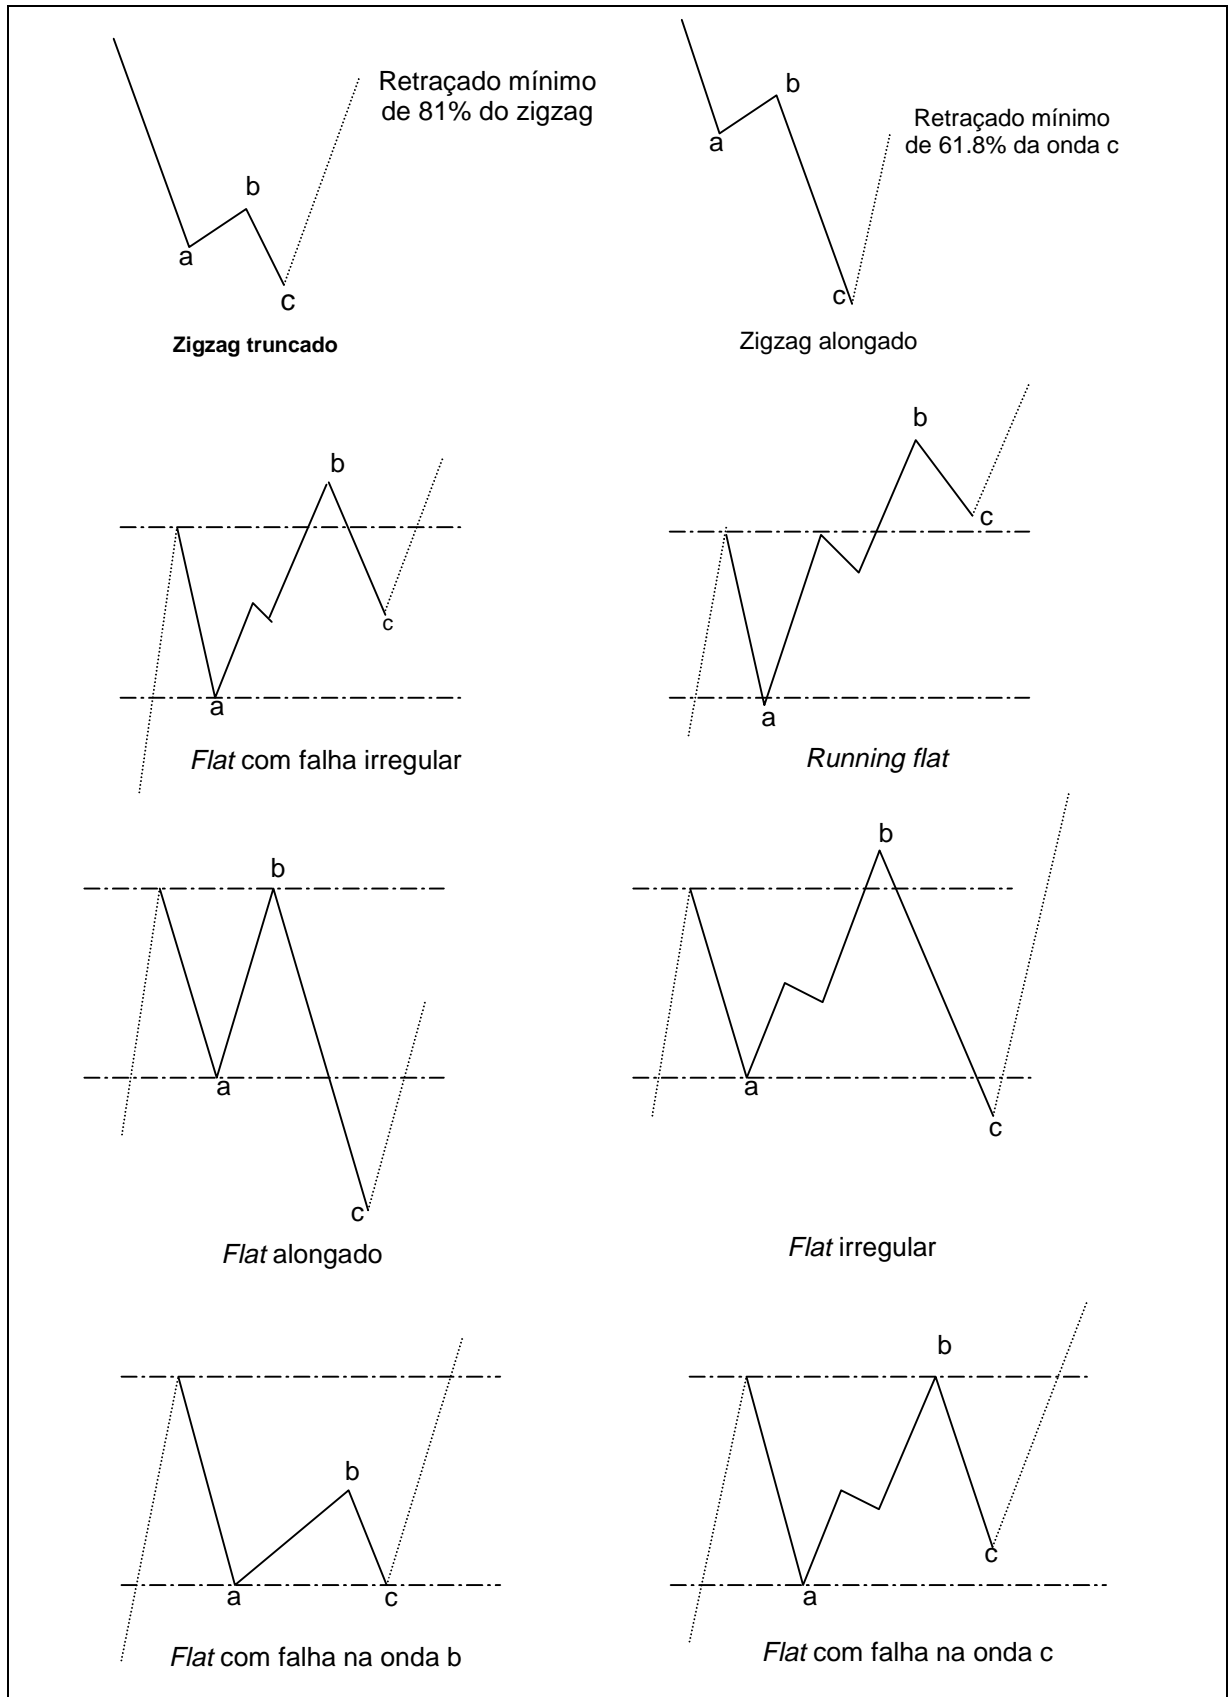 Retraçado mínimo
de 81% do zigzag
b
a
c
Zigzag truncado
b
a
Retraçado mínimo
de 61.8% da onda c
c
Zigzag alongado
b
c
a
Flat com falha irregular
b
c
a
Running flat
b
a
c
Flat alongado
b
a
c
Flat irregular
b
a
c
Flat com falha na onda b
b
c
a
Flat com falha na onda c